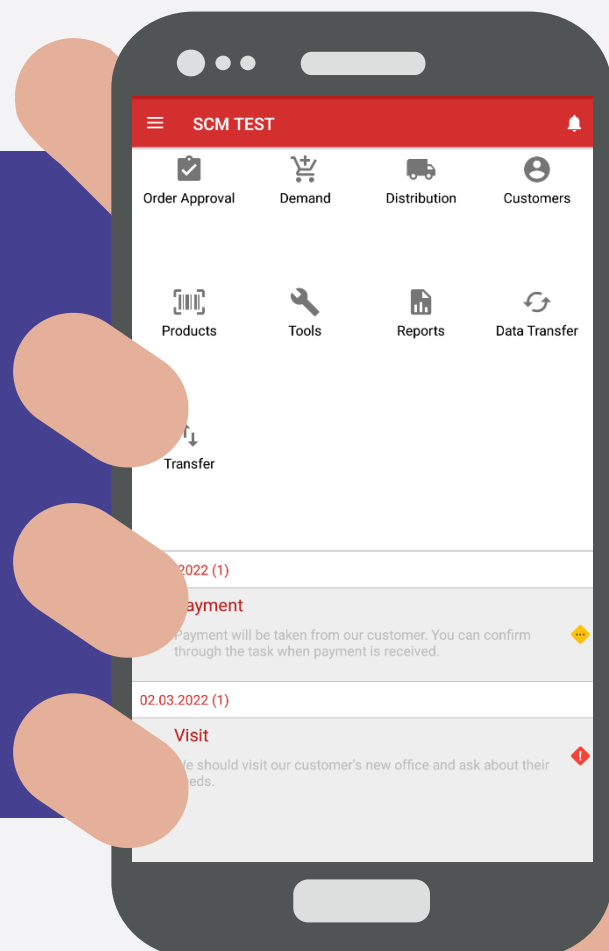 SCM TEST
Order Approval Demand Distribution Customers
Products Tools Reports Data Transfer
Transfer
2022 (1)
ayment
Payment will be taken from our customer. You can confirm
through the task when payment is received.
02.03.2022 (1)
Visit
We should visit our customer's new office and ask about their
eeds.